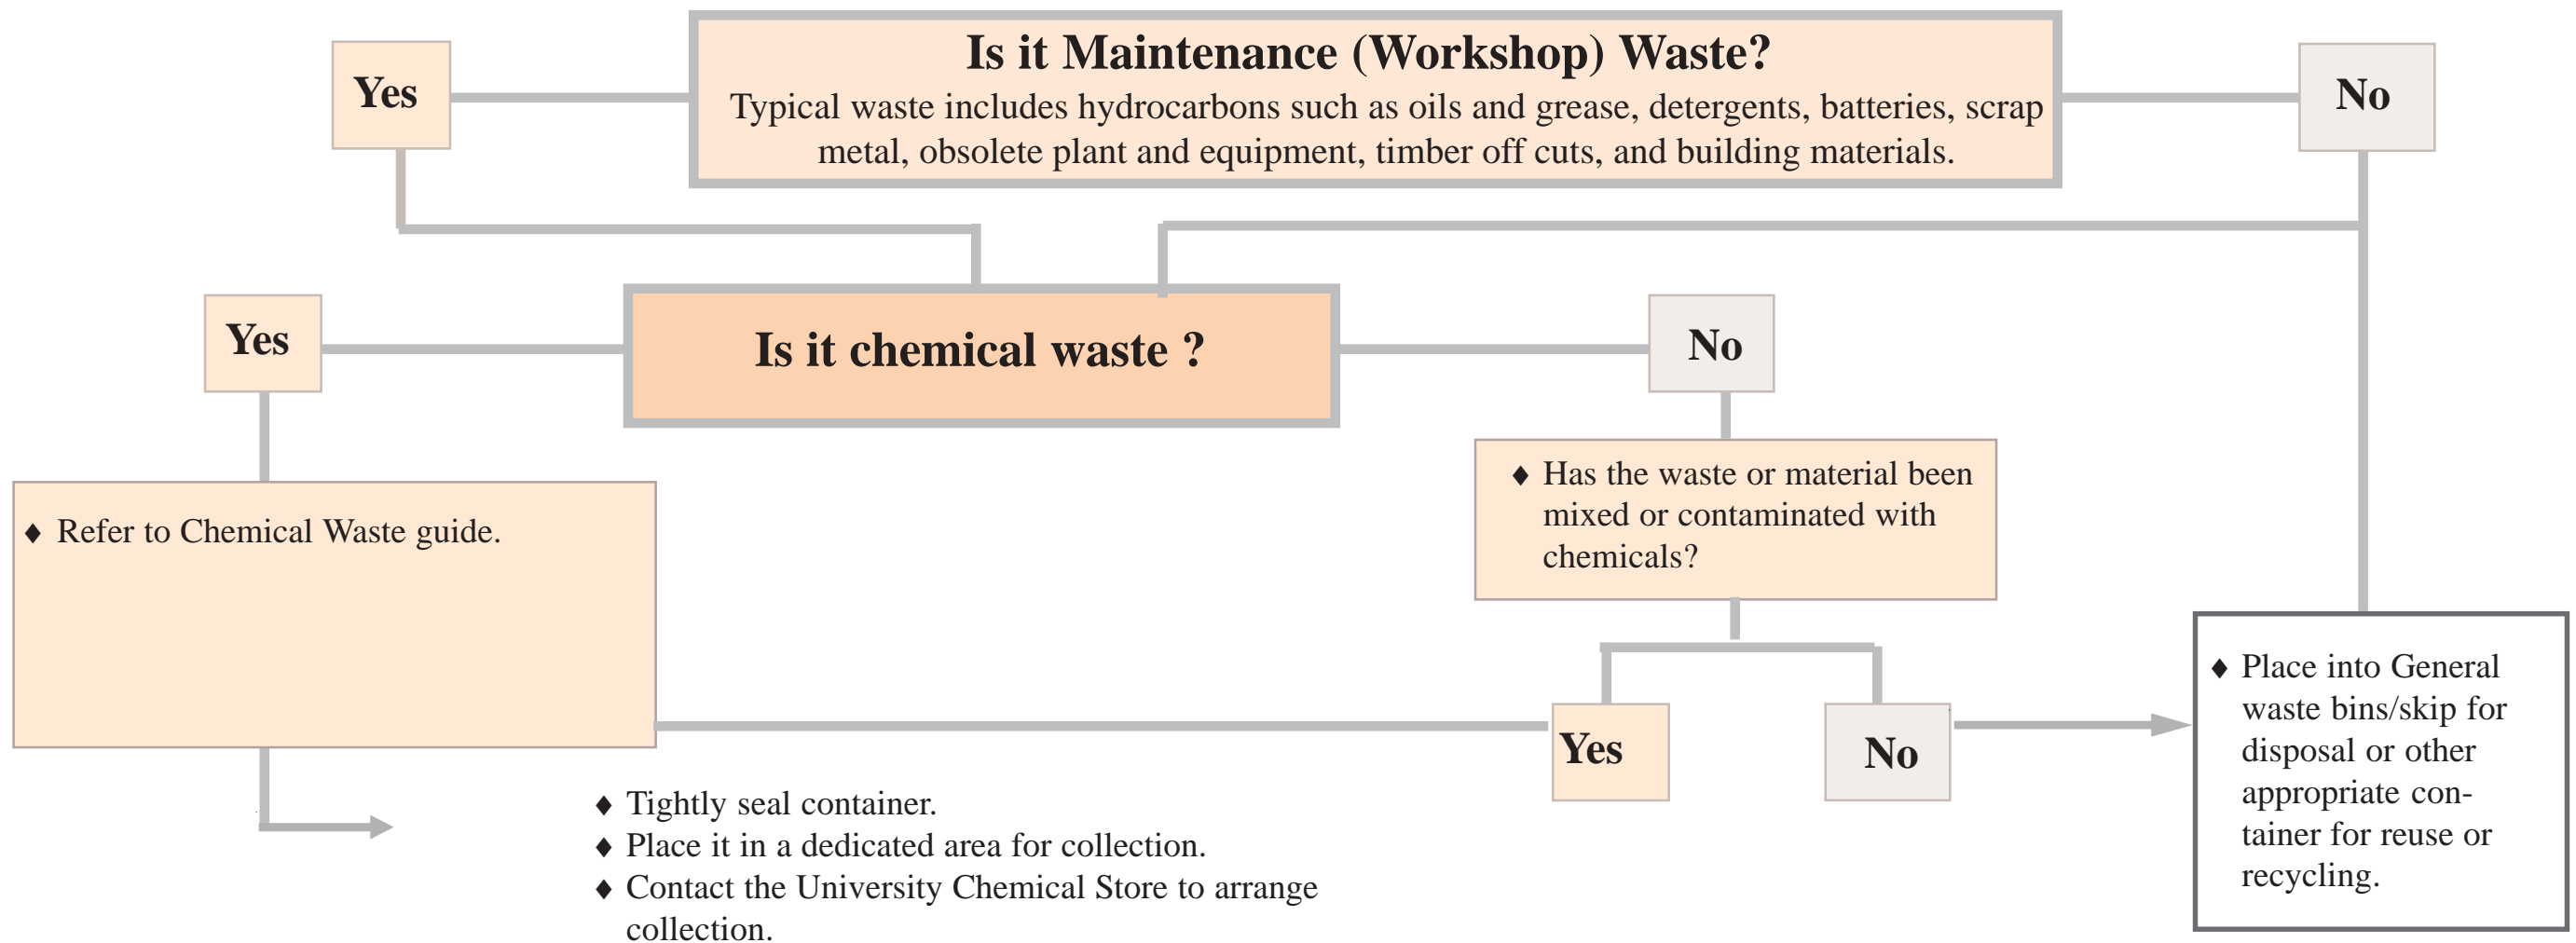 Is it Maintenance (Workshop) Waste?
Typical waste includes hydrocarbons such as oils and grease, detergents, batteries, scrap
metal, obsolete plant and equipment, timber off cuts, and building materials.
Yes
No
Is it chemical waste ?
Yes
No
♦ Has the waste or material been
mixed or contaminated with
chemicals?
♦ Refer to Chemical Waste guide.
Yes
No
♦ Place into General
waste bins/skip for
disposal or other
appropriate con-
tainer for reuse or
recycling.
♦ Tightly seal container.
♦ Place it in a dedicated area for collection.
♦ Contact the University Chemical Store to arrange
collection.